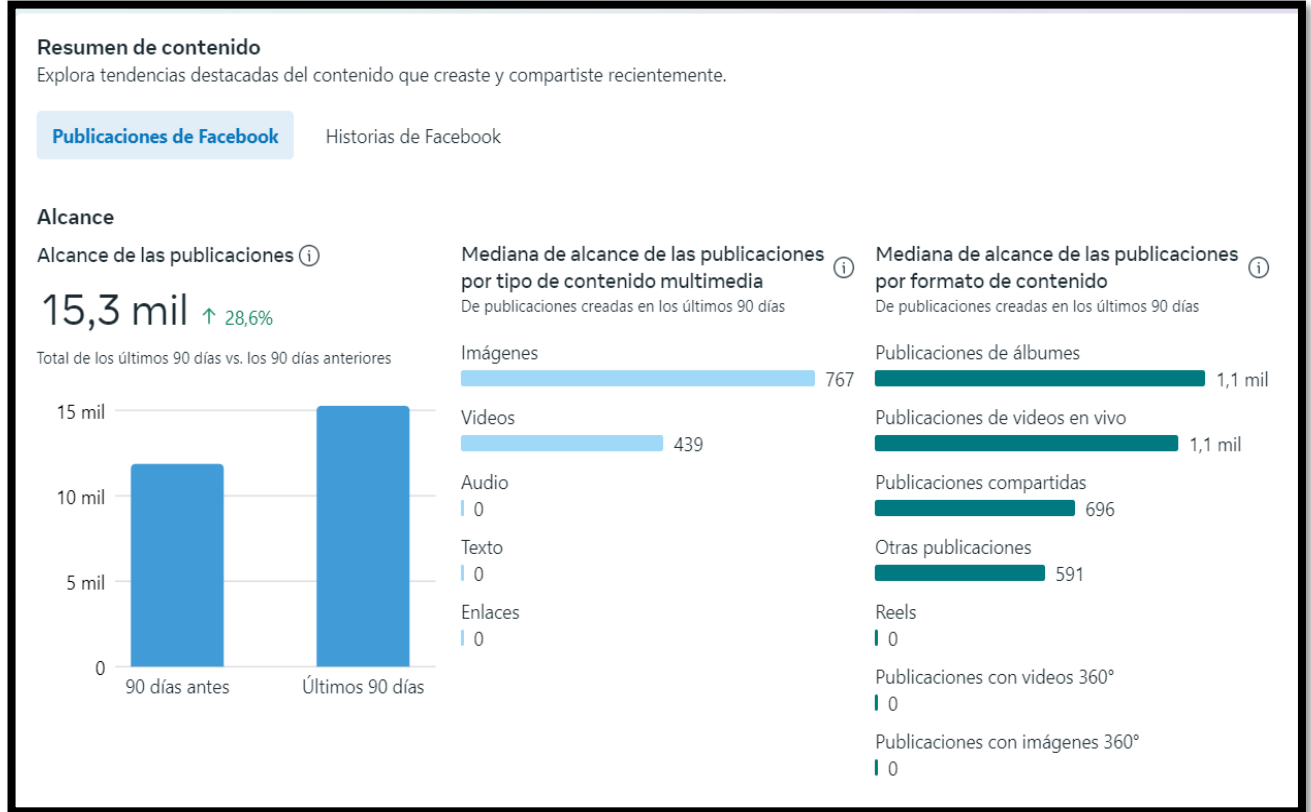 Resumen de contenido
Explora tendencias destacadas del contenido que creaste y compartiste recientemente.
Publicaciones de Facebook
Historias de Facebook
Alcance
Alcance de las publicaciones
15,3 mil ↑ 28,6%
Total de los últimos 90 días vs. los 90 días anteriores
15 mil
10 mil
5 mil
0
90 días antes
Últimos 90 días
Mediana de alcance de las publicaciones
por tipo de contenido multimedia
De publicaciones creadas en los últimos 90 días
Imágenes
767
Videos
439
Audio
0
Texto
0
Enlaces
0
Mediana de alcance de las publicaciones
por formato de contenido
De publicaciones creadas en los últimos 90 días
Publicaciones de álbumes
1,1 mil
Publicaciones de videos en vivo
1,1 mil
Publicaciones compartidas
696
Otras publicaciones
591
Reels
0
Publicaciones con videos 360°
0
Publicaciones con imágenes 360°
0